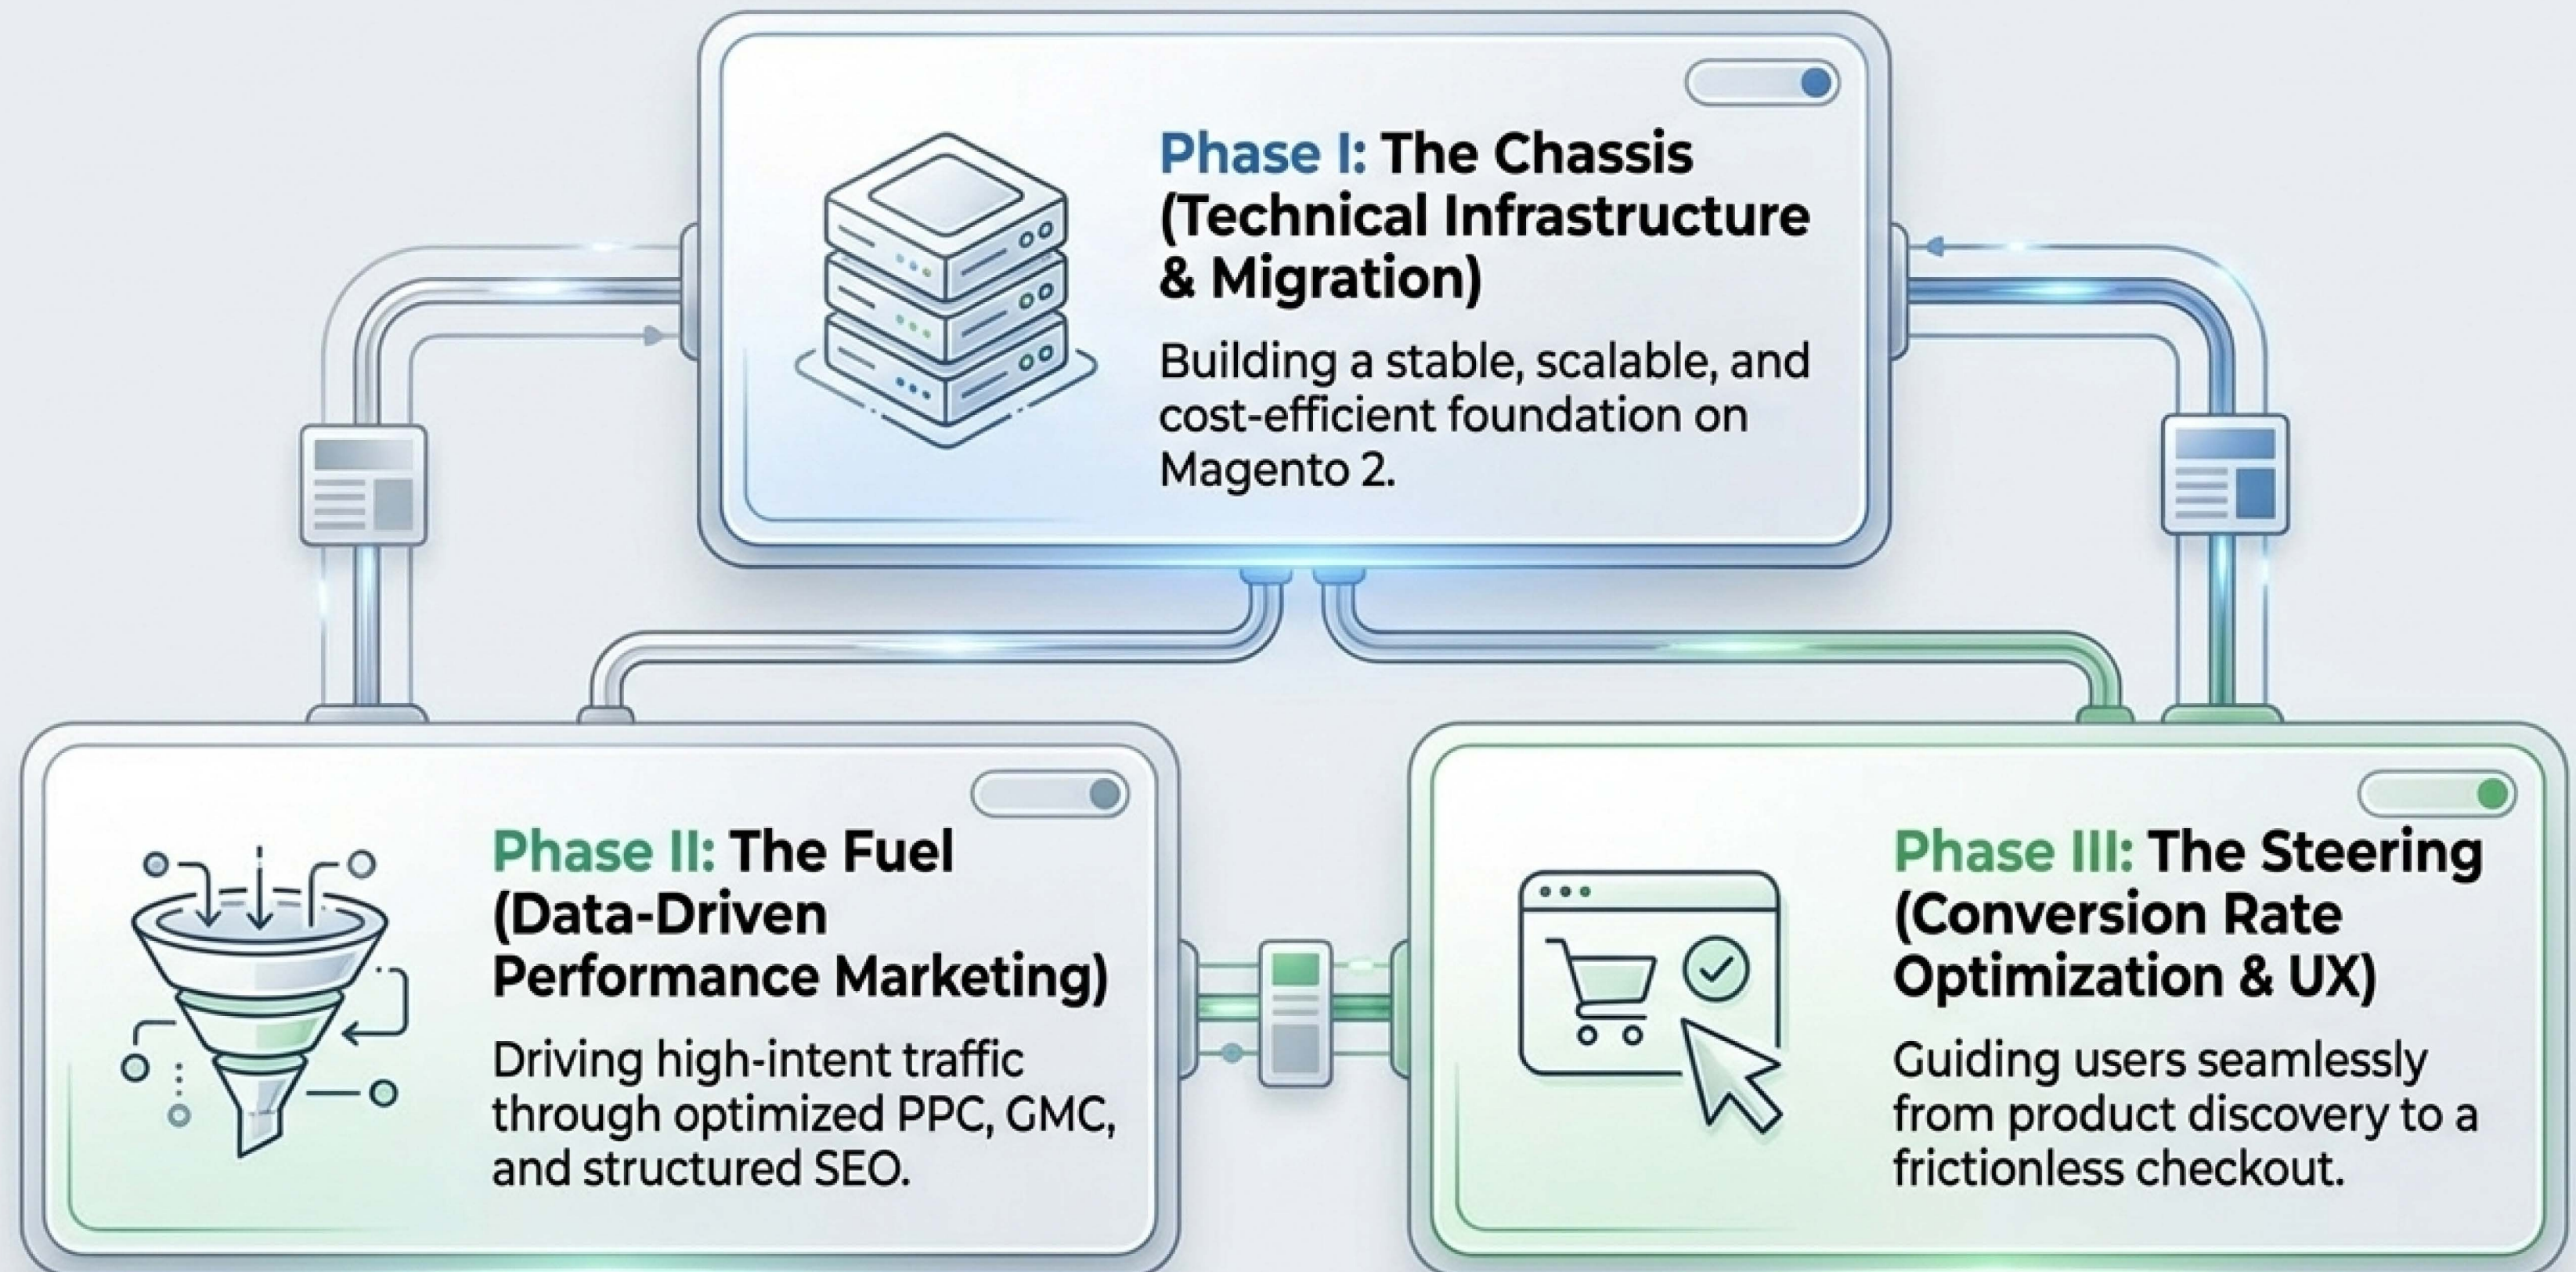 Phase I: The Chassis
(Technical Infrastructure
& Migration)
Building a stable, scalable, and
cost-efficient foundation on
Magento 2.
Phase II: The Fuel
(Data-Driven
Performance Marketing)
Driving high-intent traffic
through optimized PPC, GMC,
and structured SEO.
Phase III: The Steering
(Conversion Rate
Optimization & UX)
Guiding users seamlessly
from product discovery to a
frictionless checkout.